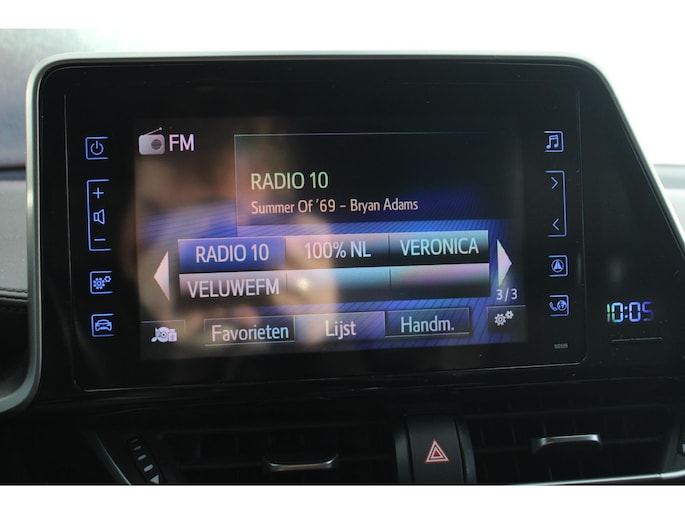 FM
RADIO 10
Summer Of '69 – Bryan Adams
RADIO 10 100% NL VERONICA
VELUWEFM
3/3
Favorieten Lijst Handm.
10:05